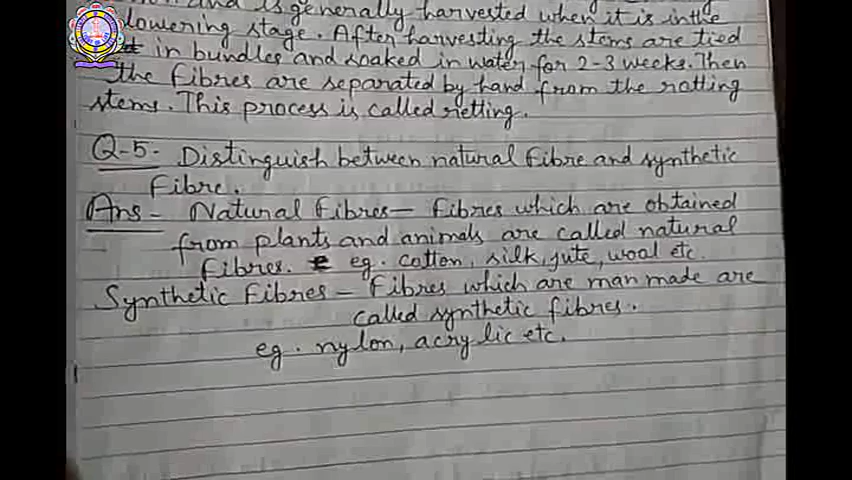 and is generally harvested when it is in the
lowering stage. After harvesting the stems are tied
in bundles and soaked in water for 2-3 weeks. Then
the fibres are separated by hand from the rotting
stems. This process is called retting.
Q-5- Distinguish between natural fibre and synthetic
Fibre.
Ans- Natural fibres— fibres which are obtained
from plants and animals are called natural
fibres. eg. cotton, silk, jute, woal etc.
Synthetic Fibres - Fibres which are man made are
called synthetic fibres.
eg. nylon, acrylic etc.